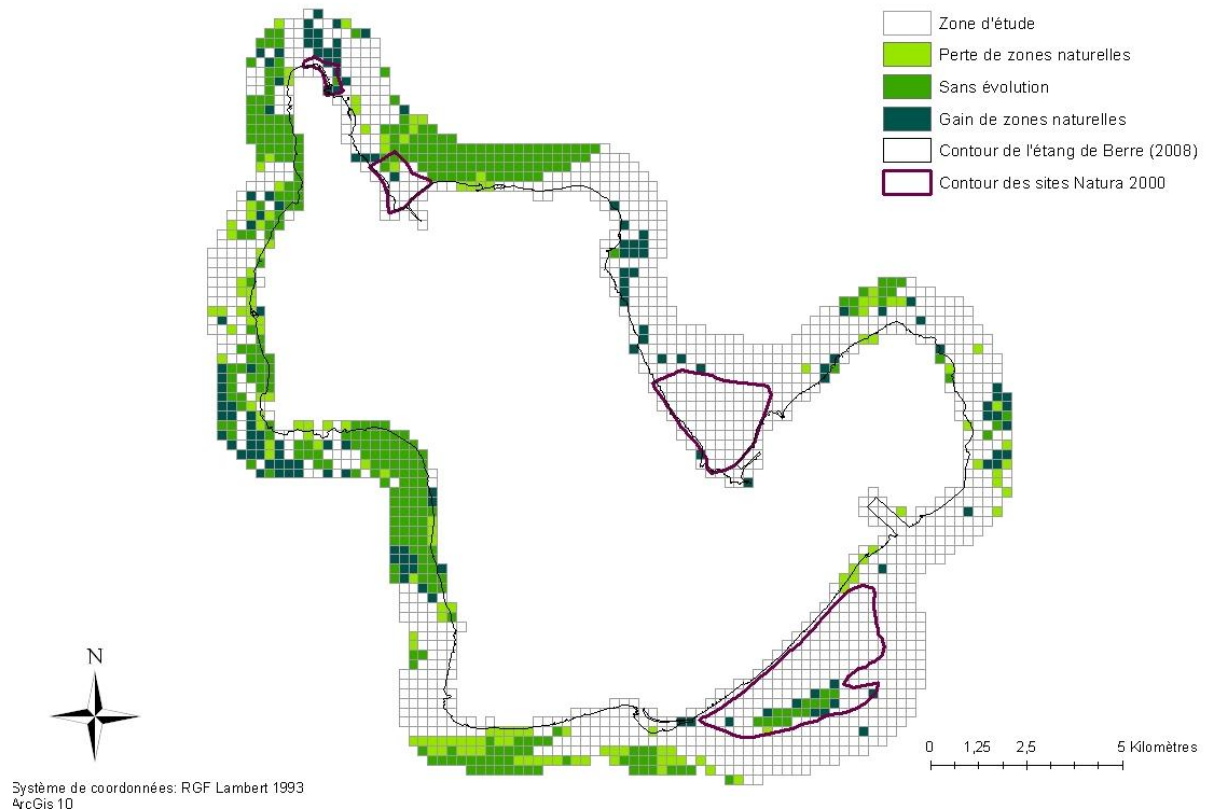 Zone d'étude
Perte de zones naturelles
Sans évolution
Gain de zones naturelles
Contour de l'étang de Berre (2008)
Contour des sites Natura 2000
N
0 1,25 2,5 5 Kilomètres
Système de coordonnées: RGF Lambert 1993
ArcGis 10